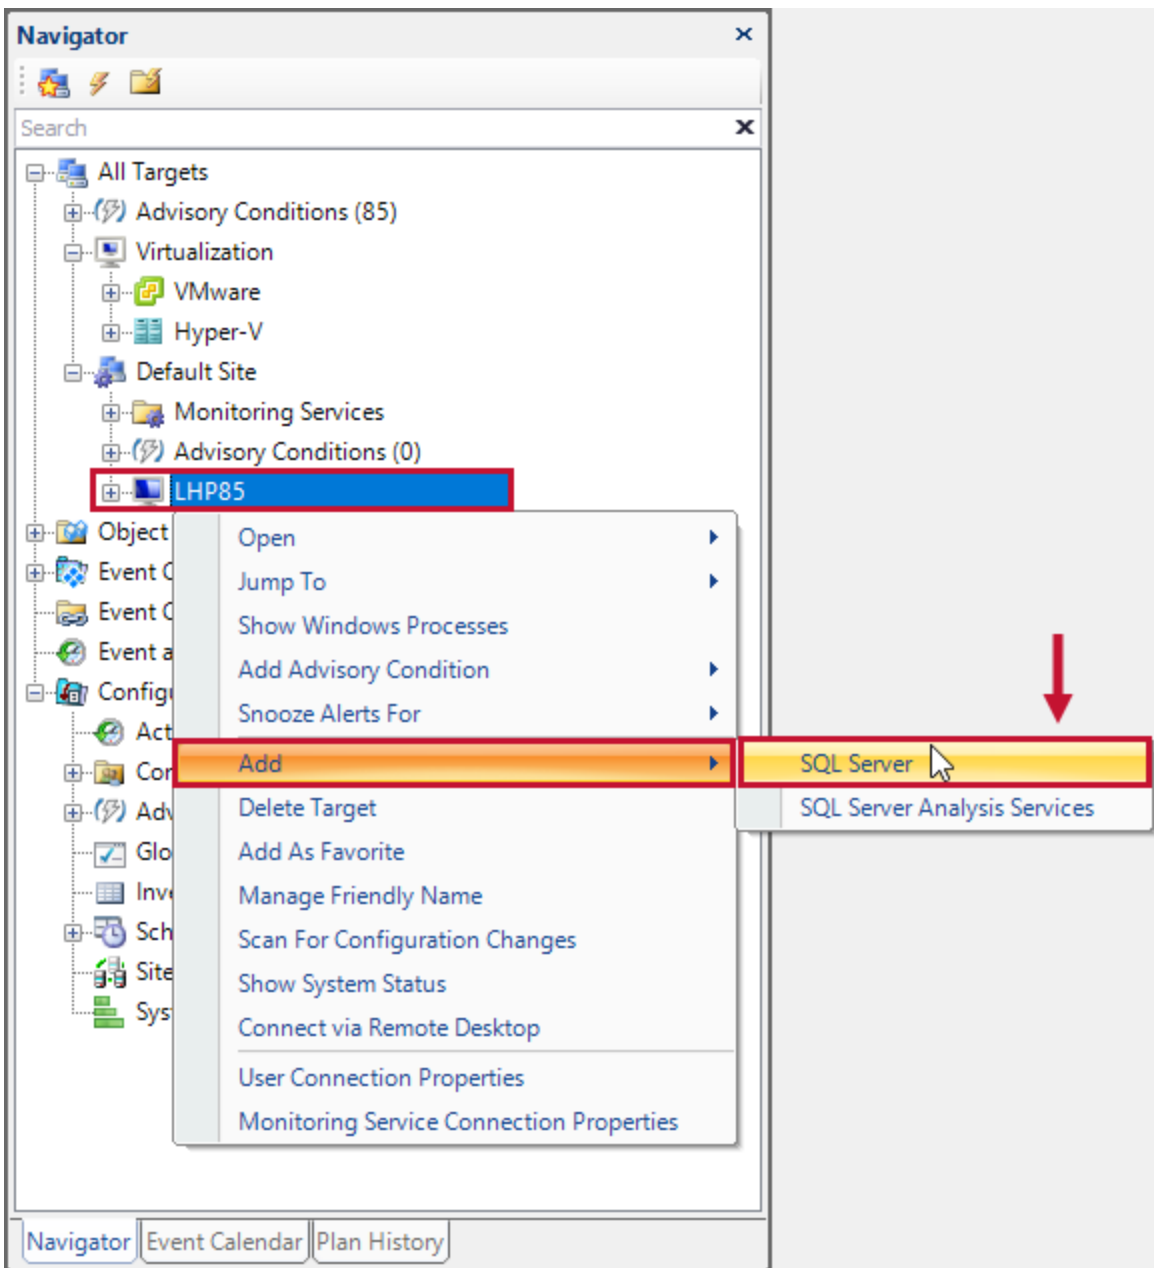 Navigator
Search
All Targets
Advisory Conditions (85)
Virtualization
VMware
Hyper-V
Default Site
Monitoring Services
Advisory Conditions (0)
LHP85
Object
Open
Event
Jump To
Event
Show Windows Processes
Event
Add Advisory Condition
Snooze Alerts For
Add
SQL Server
Delete Target
SQL Server Analysis Services
Add As Favorite
Manage Friendly Name
Scan For Configuration Changes
Site
Show System Status
Connect via Remote Desktop
User Connection Properties
Monitoring Service Connection Properties
Navigator Event Calendar Plan History